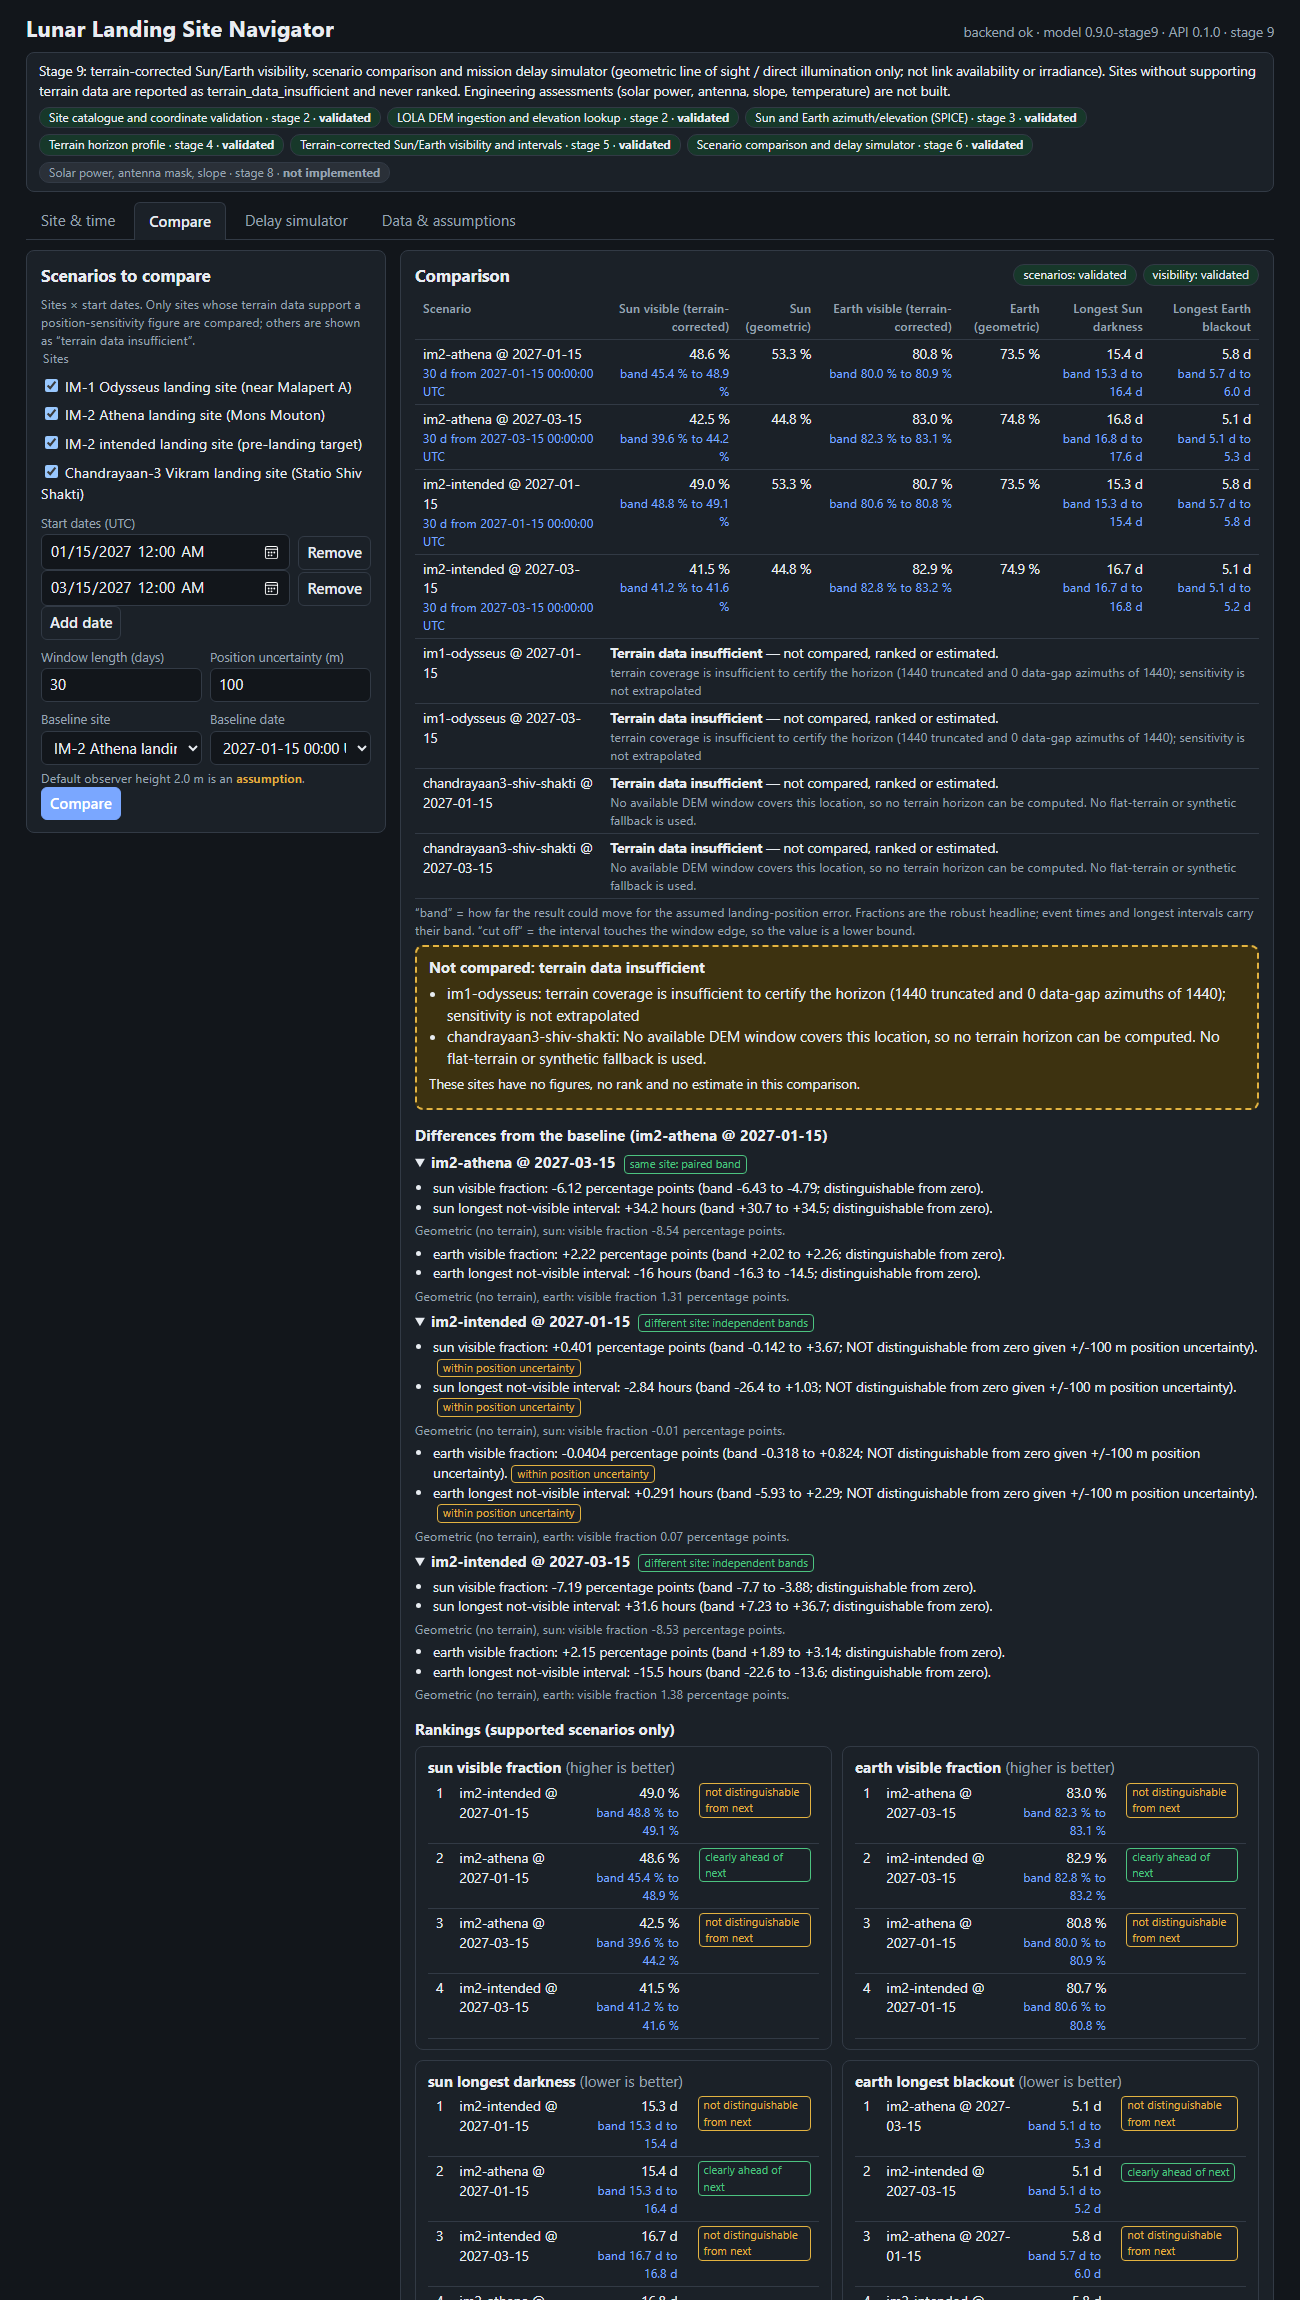 Lunar Landing Site Navigator
backend ok · model 0.9.0-stage9 · API 0.1.0 · stage 9
Stage 9: terrain-corrected Sun/Earth visibility, scenario comparison and mission delay simulator (geometric line of sight / direct illumination only; not link availability or irradiance). Sites without supporting
terrain data are reported as terrain_data_insufficient and never ranked. Engineering assessments (solar power, antenna, slope, temperature) are not built.
Site catalogue and coordinate validation · stage 2 · validated
LOLA DEM ingestion and elevation lookup · stage 2 · validated
Sun and Earth azimuth/elevation (SPICE) · stage 3 · validated
Terrain horizon profile · stage 4 · validated
Terrain-corrected Sun/Earth visibility and intervals · stage 5 · validated
Scenario comparison and delay simulator · stage 6 · validated
Solar power, antenna mask, slope · stage 8 · not implemented
Site & time
Compare
Delay simulator
Data & assumptions
Scenarios to compare
Sites × start dates. Only sites whose terrain data support a
position-sensitivity figure are compared; others are shown
as “terrain data insufficient”.
Sites
IM-1 Odysseus landing site (near Malapert A)
IM-2 Athena landing site (Mons Mouton)
IM-2 intended landing site (pre-landing target)
Chandrayaan-3 Vikram landing site (Statio Shiv
Shakti)
Start dates (UTC)
01/15/2027 12:00 AM
Remove
03/15/2027 12:00 AM
Remove
Add date
Window length (days)
Position uncertainty (m)
30
100
Baseline site
Baseline date
IM-2 Athena landir
2027-01-15 00:00 U
Default observer height 2.0 m is an assumption.
Compare
Comparison
scenarios: validated
visibility: validated
Scenario
Sun visible (terrain-
corrected)
Sun
(geometric)
Earth visible (terrain-
corrected)
Earth
(geometric)
Longest Sun
darkness
Longest Earth
blackout
im2-athena @ 2027-01-15
30 d from 2027-01-15 00:00:00
UTC
48.6 %
band 45.4 % to 48.9
%
53.3 %
80.8 %
band 80.0 % to 80.9 %
73.5 %
15.4 d
band 15.3 d to
16.4 d
5.8 d
band 5.7 d to
6.0 d
im2-athena @ 2027-03-15
30 d from 2027-03-15 00:00:00
UTC
42.5 %
band 39.6 % to 44.2
%
44.8 %
83.0 %
band 82.3 % to 83.1 %
74.8 %
16.8 d
band 16.8 d to
17.6 d
5.1 d
band 5.1 d to
5.3 d
im2-intended @ 2027-01-
15
30 d from 2027-01-15 00:00:00
UTC
49.0 %
band 48.8 % to 49.1
%
53.3 %
80.7 %
band 80.6 % to 80.8 %
73.5 %
15.3 d
band 15.3 d to
15.4 d
5.8 d
band 5.7 d to
5.8 d
im2-intended @ 2027-03-
15
30 d from 2027-03-15 00:00:00
UTC
41.5 %
band 41.2 % to 41.6
%
44.8 %
82.9 %
band 82.8 % to 83.2 %
74.9 %
16.7 d
band 16.7 d to
16.8 d
5.1 d
band 5.1 d to
5.2 d
im1-odysseus @ 2027-01-
15
Terrain data insufficient — not compared, ranked or estimated.
terrain coverage is insufficient to certify the horizon (1440 truncated and 0 data-gap azimuths of 1440); sensitivity is
not extrapolated
im1-odysseus @ 2027-03-
15
Terrain data insufficient — not compared, ranked or estimated.
terrain coverage is insufficient to certify the horizon (1440 truncated and 0 data-gap azimuths of 1440); sensitivity is
not extrapolated
chandrayaan3-shiv-shakti @
2027-01-15
Terrain data insufficient — not compared, ranked or estimated.
No available DEM window covers this location, so no terrain horizon can be computed. No flat-terrain or synthetic
fallback is used.
chandrayaan3-shiv-shakti @
2027-03-15
Terrain data insufficient — not compared, ranked or estimated.
No available DEM window covers this location, so no terrain horizon can be computed. No flat-terrain or synthetic
fallback is used.
“band” = how far the result could move for the assumed landing-position error. Fractions are the robust headline; event times and longest intervals carry
their band. “cut off” = the interval touches the window edge, so the value is a lower bound.
Not compared: terrain data insufficient
• im1-odysseus: terrain coverage is insufficient to certify the horizon (1440 truncated and 0 data-gap azimuths of 1440);
sensitivity is not extrapolated
• chandrayaan3-shiv-shakti: No available DEM window covers this location, so no terrain horizon can be computed. No
flat-terrain or synthetic fallback is used.
These sites have no figures, no rank and no estimate in this comparison.
Differences from the baseline (im2-athena @ 2027-01-15)
▼ im2-athena @ 2027-03-15 same site: paired band
• sun visible fraction: -6.12 percentage points (band -6.43 to -4.79; distinguishable from zero).
• sun longest not-visible interval: +34.2 hours (band +30.7 to +34.5; distinguishable from zero).
Geometric (no terrain), sun: visible fraction -8.54 percentage points.
• earth visible fraction: +2.22 percentage points (band +2.02 to +2.26; distinguishable from zero).
• earth longest not-visible interval: -16 hours (band -16.3 to -14.5; distinguishable from zero).
Geometric (no terrain), earth: visible fraction 1.31 percentage points.
▼ im2-intended @ 2027-01-15 different site: independent bands
• sun visible fraction: +0.401 percentage points (band -0.142 to +3.67; NOT distinguishable from zero given +/-100 m position uncertainty).
within position uncertainty
• sun longest not-visible interval: -2.84 hours (band -26.4 to +1.03; NOT distinguishable from zero given +/-100 m position uncertainty).
within position uncertainty
Geometric (no terrain), sun: visible fraction -0.01 percentage points.
• earth visible fraction: -0.0404 percentage points (band -0.318 to +0.824; NOT distinguishable from zero given +/-100 m position
uncertainty). within position uncertainty
• earth longest not-visible interval: +0.291 hours (band -5.93 to +2.29; NOT distinguishable from zero given +/-100 m position uncertainty).
within position uncertainty
Geometric (no terrain), earth: visible fraction 0.07 percentage points.
▼ im2-intended @ 2027-03-15 different site: independent bands
• sun visible fraction: -7.19 percentage points (band -7.7 to -3.88; distinguishable from zero).
• sun longest not-visible interval: +31.6 hours (band +7.23 to +36.7; distinguishable from zero).
Geometric (no terrain), sun: visible fraction -8.53 percentage points.
• earth visible fraction: +2.15 percentage points (band +1.89 to +3.14; distinguishable from zero).
• earth longest not-visible interval: -15.5 hours (band -22.6 to -13.6; distinguishable from zero).
Geometric (no terrain), earth: visible fraction 1.38 percentage points.
Rankings (supported scenarios only)
sun visible fraction (higher is better)
1
im2-intended @
2027-01-15
49.0 %
band 48.8 % to
49.1 %
not distinguishable
from next
2
im2-athena @
2027-01-15
48.6 %
band 45.4 % to
48.9 %
clearly ahead of
next
3
im2-athena @
2027-03-15
42.5 %
band 39.6 % to
44.2 %
not distinguishable
from next
4
im2-intended @
2027-03-15
41.5 %
band 41.2 % to
41.6 %
earth visible fraction (higher is better)
1
im2-athena @
2027-03-15
83.0 %
band 82.3 % to
83.1 %
not distinguishable
from next
2
im2-intended @
2027-03-15
82.9 %
band 82.8 % to
83.2 %
clearly ahead of
next
3
im2-athena @
2027-01-15
80.8 %
band 80.0 % to
80.9 %
not distinguishable
from next
4
im2-intended @
2027-01-15
80.7 %
band 80.6 % to
80.8 %
sun longest darkness (lower is better)
1
im2-intended @
2027-01-15
15.3 d
band 15.3 d to
15.4 d
not distinguishable
from next
2
im2-athena @
2027-01-15
15.4 d
band 15.3 d to
16.4 d
clearly ahead of
next
3
im2-intended @
2027-03-15
16.7 d
band 16.7 d to
16.8 d
not distinguishable
from next
earth longest blackout (lower is better)
1
im2-athena @ 2027-
03-15
5.1 d
band 5.1 d to
5.3 d
not distinguishable
from next
2
im2-intended @
2027-03-15
5.1 d
band 5.1 d to
5.2 d
clearly ahead of next
3
im2-athena @ 2027-
01-15
5.8 d
band 5.7 d to
6.0 d
not distinguishable
from next